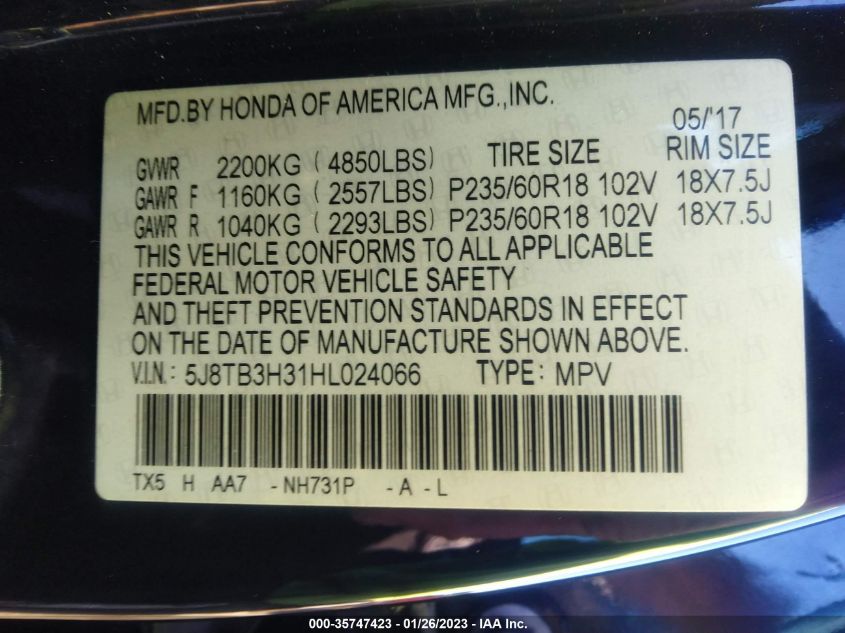 MFD.BY HONDA OF AMERICA MFG.,INC.
05/'17
GVWR 2200KG (4850LBS) TIRE SIZE RIM SIZE
GAWR F 1160KG (2557LBS) P235/60R18 102V 18X7.5J
GAWR R 1040KG (2293LBS) P235/60R18 102V 18X7.5J
THIS VEHICLE CONFORMS TO ALL APPLICABLE
FEDERAL MOTOR VEHICLE SAFETY
AND THEFT PREVENTION STANDARDS IN EFFECT
ON THE DATE OF MANUFACTURE SHOWN ABOVE.
V.I.N.: 5J8TB3H31HL024066 TYPE: MPV
TX5 H AA7 -NH731P -A -L
000-35747423 - 01/26/2023 - IAA Inc.